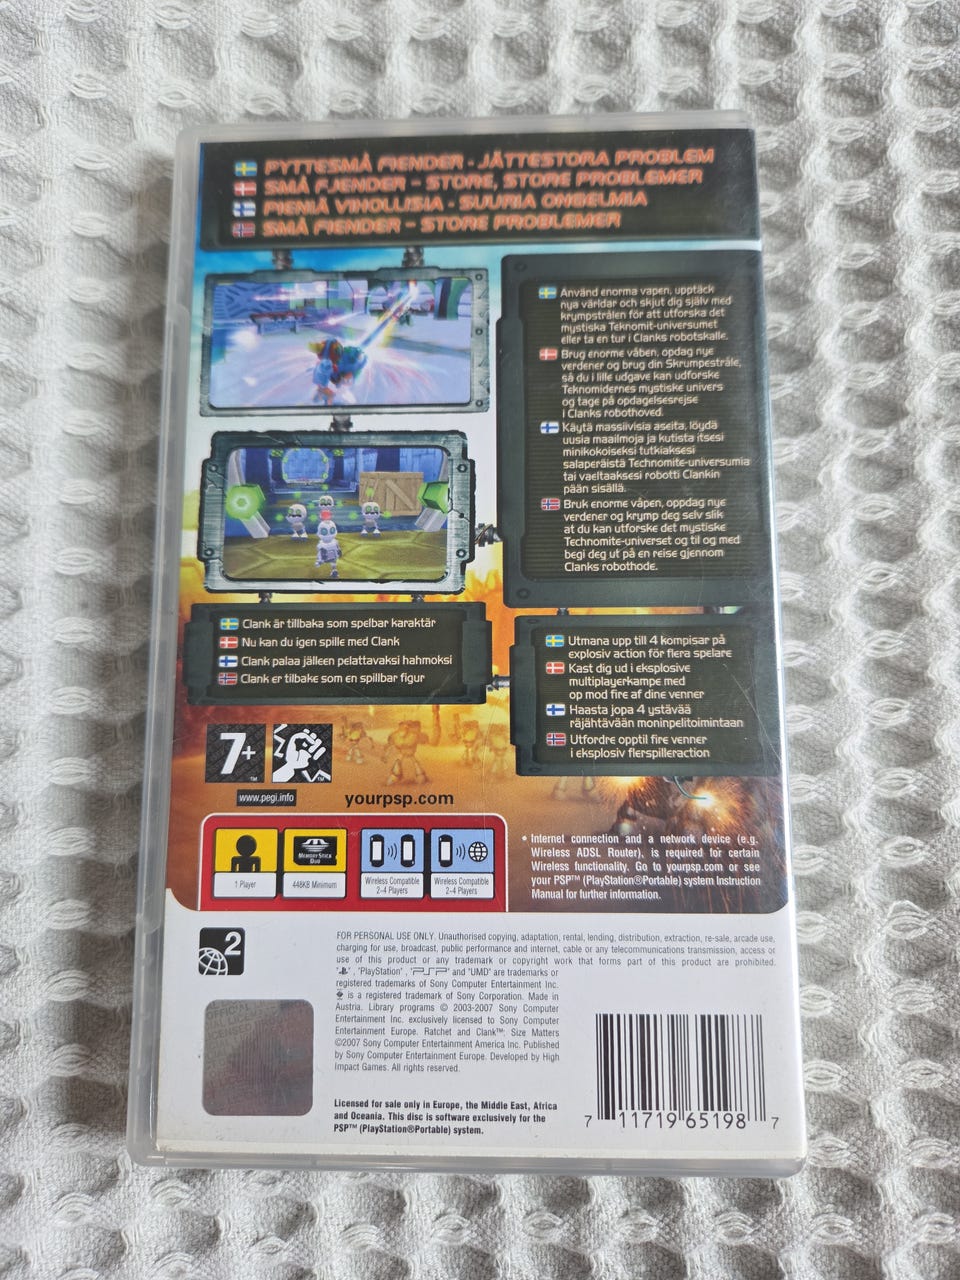 PYTTESMÅ FIENDER - JÄTTESTORA PROBLEM
SMÅ FJENDER - STORE, STORE PROBLEMER
PIENIÄ VIHOLLISIA - SUURIA ONGELMIA
SMÅ FIENDER - STORE PROBLEMER
Använd enorma vapen, upptäck
nya världar och skjut dig själv med
krympstrålen för att utforska det
mystiska Teknomit-universumet
eller ta en tur i Clanks robotskalle.
Brug enorme våben, opdag nye
verdener og brug din Skrumpestråle,
så du i lille udgave kan udforske
Teknomidernes mystiske univers
og tage på opdagelsesrejse
i Clanks robothoved.
Käytä massiivisia aseita, löydä
uusia maailmoja ja kutista itsesi
minikokoiseksi tutkiaksesi
salaperäistä Technomite-universumia
tai vaeltaaksesi robotti Clankin
pään sisällä.
Bruk enorme våpen, oppdag nye
verdener og krymp deg selv slik
at du kan utforske det mystiske
Technomite-universet og til og med
begi deg ut på en reise gjennom
Clanks robothode.
Clank är tillbaka som spelbar karaktär
Nu kan du igen spille med Clank
Clank palaa jälleen pelattavaksi hahmoksi
Clank er tilbake som en spillbar figur
Utmana upp till 4 kompisar på
explosiv action för flera spelare
Kast dig ud i eksplosive
multiplayerkampe med
op mod fire af dine venner
Haasta jopa 4 ystävää
räjähtävään moninpelitoimintaan
Utfordre opptil fire venner
i eksplosiv flerspilleraction
7+
TM
TM
www.pegi.info
yourpsp.com
MEMORY STICK
DUO
1 Player
448KB Minimum
Wireless Compatible
2-4 Players
Wireless Compatible
2-4 Players
• Internet connection and a network device (e.g.
Wireless ADSL Router), is required for certain
Wireless functionality. Go to yourpsp.com or see
your PSP™ (PlayStation®Portable) system Instruction
Manual for further information.
2
FOR PERSONAL USE ONLY. Unauthorised copying, adaptation, rental, lending, distribution, extraction, re-sale, arcade use,
charging for use, broadcast, public performance and internet, cable or any telecommunications transmission, access or
use of this product or any trademark or copyright work that forms part of this product are prohibited.
", "PlayStation", "PSP" and "UMD" are trademarks or
registered trademarks of Sony Computer Entertainment Inc.
is a registered trademark of Sony Corporation. Made in
Austria. Library programs © 2003-2007 Sony Computer
Entertainment Inc. exclusively licensed to Sony Computer
Entertainment Europe. Ratchet and Clank™: Size Matters
©2007 Sony Computer Entertainment America Inc. Published
by Sony Computer Entertainment Europe. Developed by High
Impact Games. All rights reserved.
OFFICIAL
Licensed for sale only in Europe, the Middle East, Africa
and Oceania. This disc is software exclusively for the
PSP™ (PlayStation®Portable) system.
7 11719 65198 7